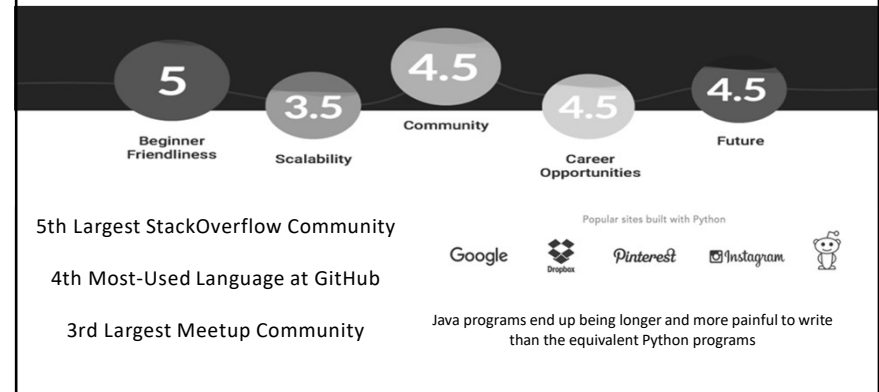 5
3.5
4.5
4.5
4.5
Beginner
Friendliness
Scalability
Community
Career
Opportunities
Future
5th Largest StackOverflow Community
4th Most-Used Language at GitHub
3rd Largest Meetup Community
Popular sites built with Python
Google
Dropbox
Pinterest
Instagram
Java programs end up being longer and more painful to write
than the equivalent Python programs